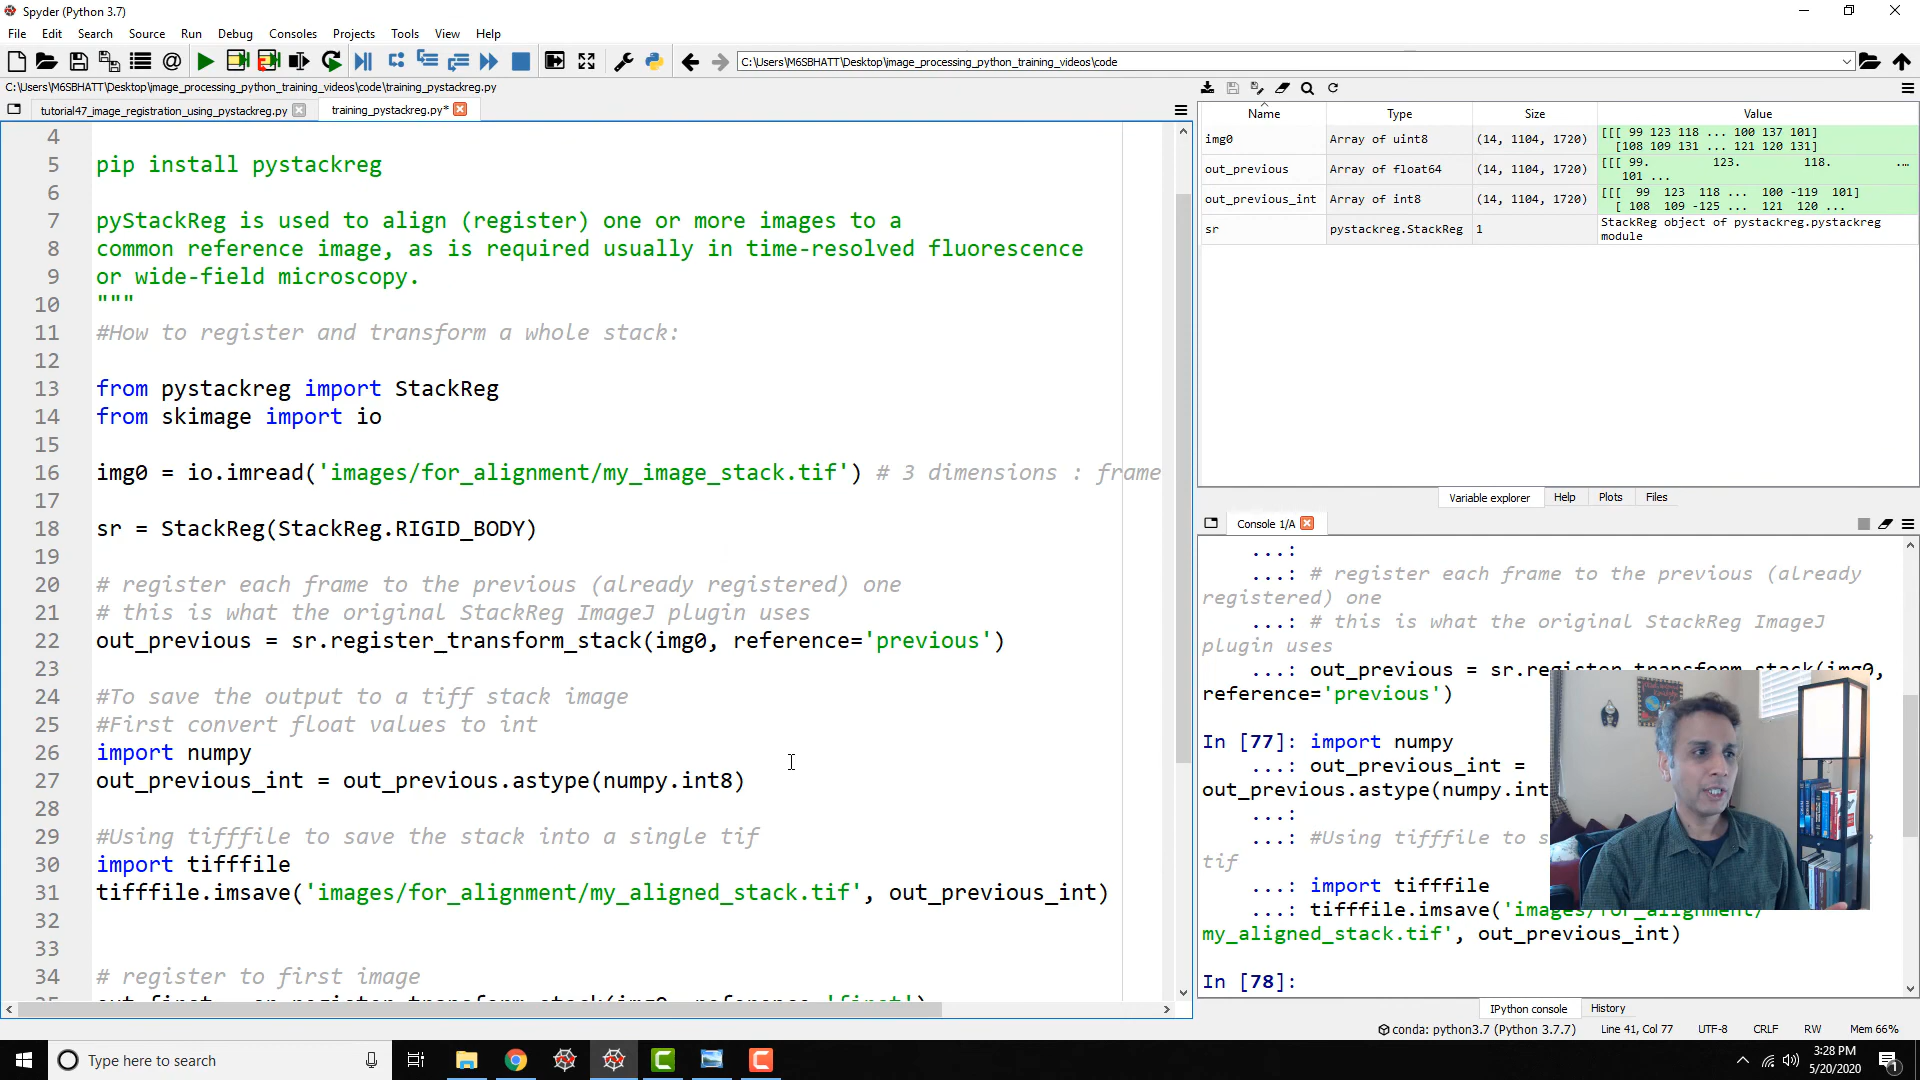 Spyder (Python 3.7)
File Edit Search Source Run Debug Consoles Projects Tools View Help
C:\Users\M6SBHATT\Desktop\image_processing_python_training_videos\code
C:\Users\M6SBHATT\Desktop\image_processing_python_training_videos\code\training_pystackreg.py
tutorial47_image_registration_using_pystackreg.py training_pystackreg.py*
4
5 pip install pystackreg
6
7 pyStackReg is used to align (register) one or more images to a
8 common reference image, as is required usually in time-resolved fluorescence
9 or wide-field microscopy.
10 """
11 #How to register and transform a whole stack:
12
13 from pystackreg import StackReg
14 from skimage import io
15
16 img0 = io.imread('images/for_alignment/my_image_stack.tif') # 3 dimensions : frame
17
18 sr = StackReg(StackReg.RIGID_BODY)
19
20 # register each frame to the previous (already registered) one
21 # this is what the original StackReg ImageJ plugin uses
22 out_previous = sr.register_transform_stack(img0, reference='previous')
23
24 #To save the output to a tiff stack image
25 #First convert float values to int
26 import numpy
27 out_previous_int = out_previous.astype(numpy.int8)
28
29 #Using tifffile to save the stack into a single tif
30 import tifffile
31 tifffile.imsave('images/for_alignment/my_aligned_stack.tif', out_previous_int)
32
33
34 # register to first image
Name Type Size Value
img0 Array of uint8 (14, 1104, 1720) [[[ 99 123 118 ... 100 137 101]
[108 109 131 ... 121 120 131]
out_previous Array of float64 (14, 1104, 1720) [[[ 99. 123. 118. ...
101 ...
out_previous_int Array of int8 (14, 1104, 1720) [[[ 99 123 118 ... 100 -119 101]
[ 108 109 -125 ... 121 120 ...
sr pystackreg.StackReg 1 StackReg object of pystackreg.pystackreg
module
Variable explorer Help Plots Files
Console 1/A
...:
...: # register each frame to the previous (already
registered) one
...: # this is what the original StackReg ImageJ
plugin uses
...: out_previous = sr.register_transform_stack(img0,
reference='previous')
In [77]: import numpy
...: out_previous_int =
out_previous.astype(numpy.int
...:
...: #Using tifffile to s
tif
...: import tifffile
...: tifffile.imsave('images/for_alignment/
my_aligned_stack.tif', out_previous_int)
In [78]:
IPython console History
conda: python3.7 (Python 3.7.7) Line 41, Col 77 UTF-8 CRLF RW Mem 66%
Type here to search
3:28 PM
5/20/2020
1